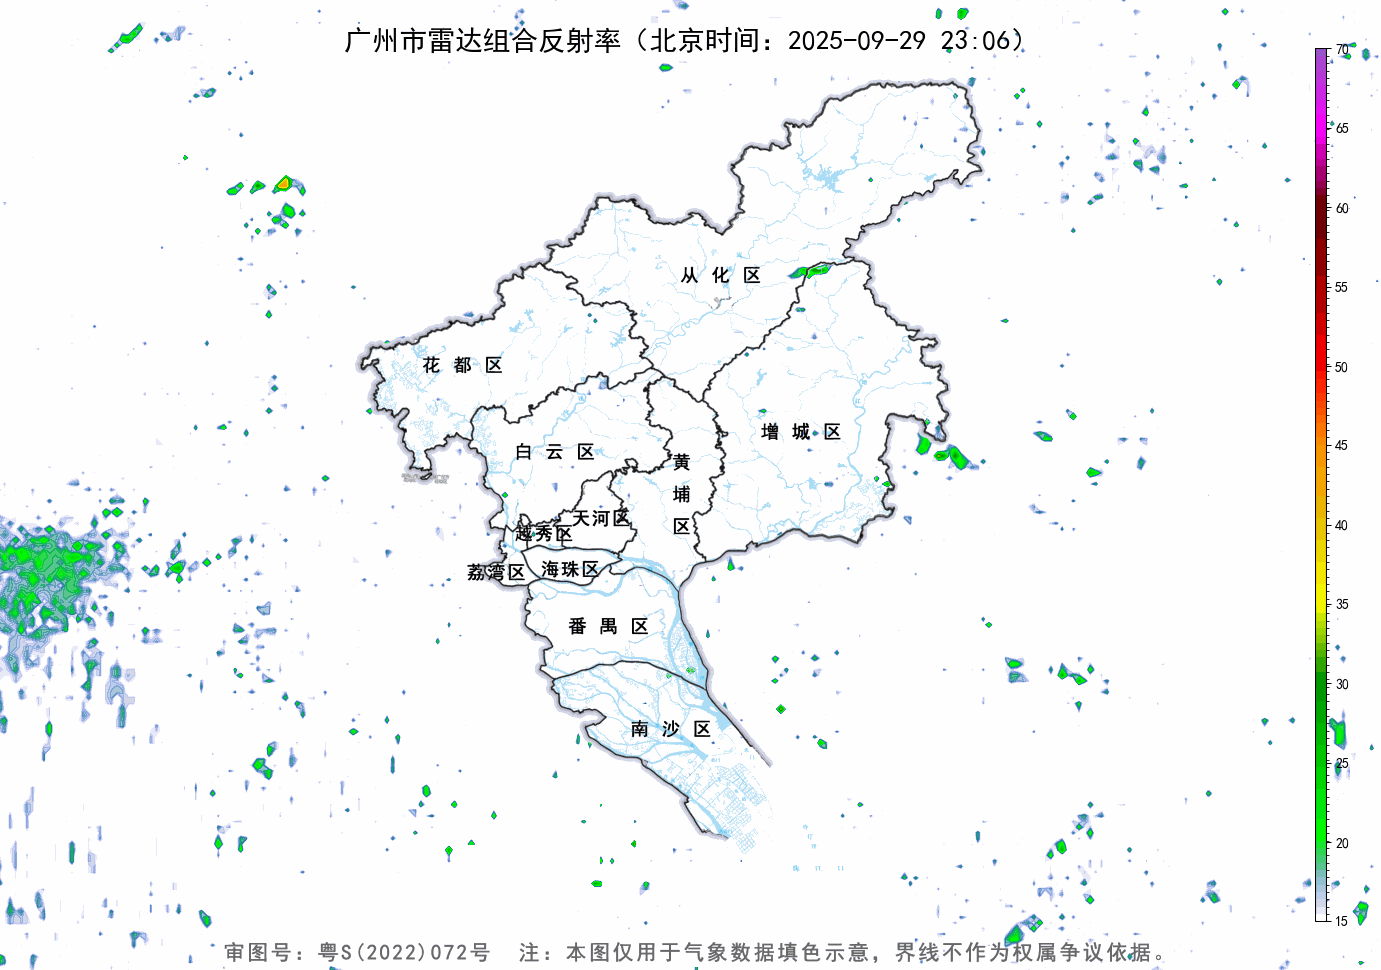 广州市雷达组合反射率（北京时间：2025-09-29 23:06）
70
65
60
55
50
45
40
35
30
25
20
15
从化区
花都区
增城区
白云区
黄埔区
天河区
越秀区
海珠区
荔湾区
番禺区
南沙区
审图号：粤S(2022)072号 注：本图仅用于气象数据填色示意，界线不作为权属争议依据。